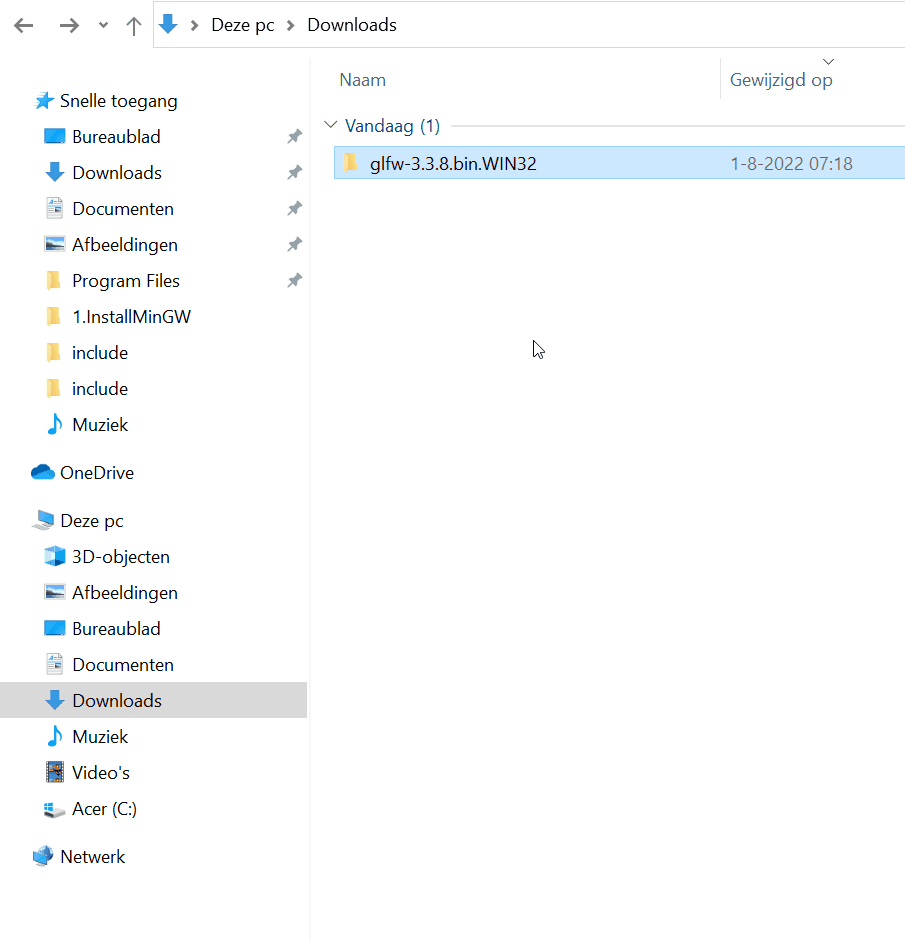 Deze pc > Downloads
Naam
Gewijzigd op
Vandaag (1)
glfw-3.3.8.bin.WIN32
1-8-2022 07:18
Snelle toegang
Bureaublad
Downloads
Documenten
Afbeeldingen
Program Files
1.InstallMinGW
include
include
Muziek
OneDrive
Deze pc
3D-objecten
Afbeeldingen
Bureaublad
Documenten
Downloads
Muziek
Video's
Acer (C:)
Netwerk